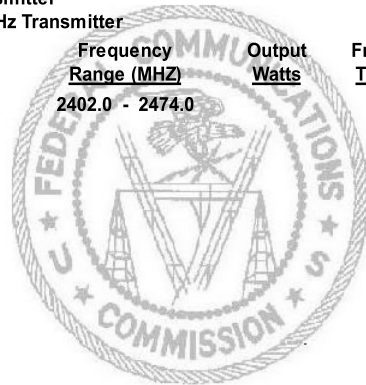 Hz Transmitter
Frequency Output
Range (MHZ) Watts
2402.0 - 2474.0
FEDERAL COMMUNICATIONS
COMMISSION
U S